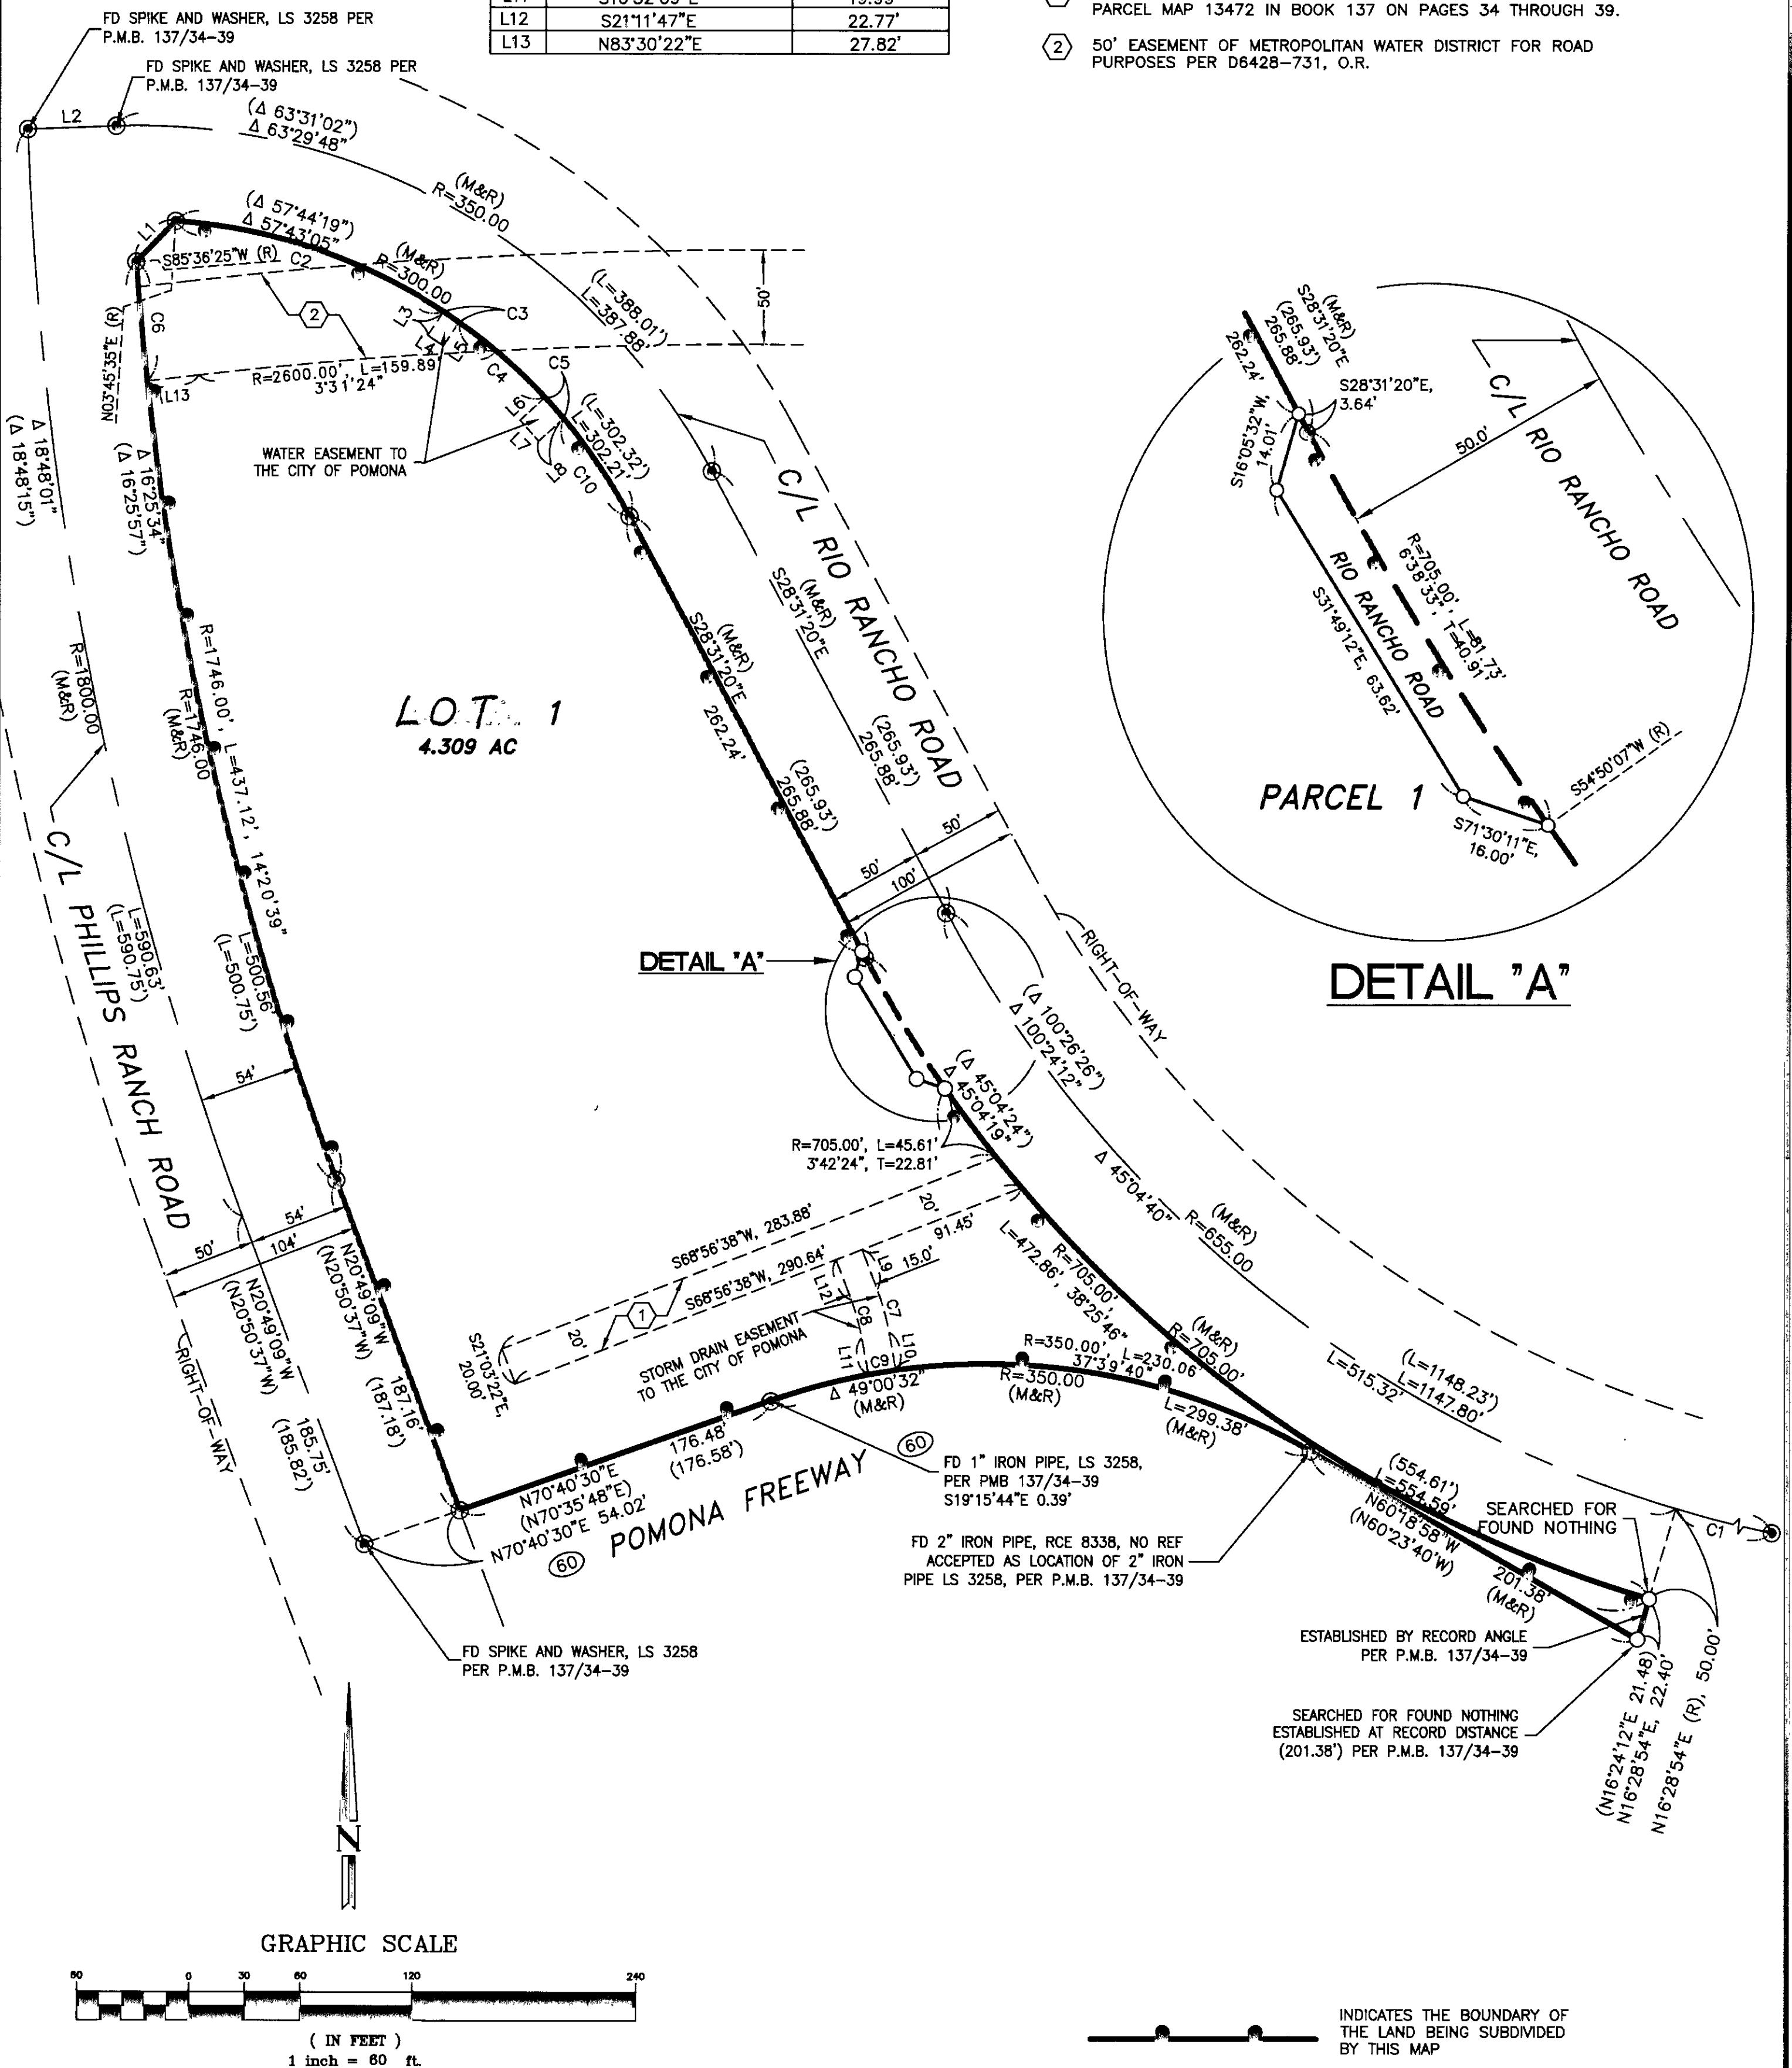 FD SPIKE AND WASHER, LS 3258 PER
P.M.B. 137/34-39
FD SPIKE AND WASHER, LS 3258 PER
P.M.B. 137/34-39
L12 S21°11'47"E 22.77'
L13 N83°30'22"E 27.82'
PARCEL MAP 13472 IN BOOK 137 ON PAGES 34 THROUGH 39.
2 50' EASEMENT OF METROPOLITAN WATER DISTRICT FOR ROAD
PURPOSES PER D6428-731, O.R.
L2
(Δ 63°31'02")
Δ 63°29'48"
(M&R)
R=350.00
(L=388.01')
L=387.88'
L1
(Δ 57°44'19")
Δ 57°43'05"
(M&R)
R=300.00
S85°36'25"W (R)
C2
50'
2
C3
L3
L4
L5
C4
C5
L6
L7
L8
C10
(L=302.32')
L=302.21'
C6
N03°45'35"E (R)
R=2600.00', L=159.89'
3°31'24"
L13
WATER EASEMENT TO
THE CITY OF POMONA
Δ 18°48'01"
(Δ 18°48'15")
Δ 16°25'34"
(Δ 16°25'57")
R=1800.00
(M&R)
R=1746.00', L=437.12', 14°20'39"
R=1746.00
(M&R)
LOT 1
4.309 AC
C/L RIO RANCHO ROAD
(M&R)
S28°31'20"E
(265.93')
265.88'
(M&R)
S28°31'20"E
262.24'
(265.93')
265.88'
50'
50'
100'
C/L PHILLIPS RANCH ROAD
L=590.63'
(L=590.75')
L=500.56'
(L=500.75')
54'
DETAIL "A"
RIGHT-OF-WAY
(M&R)
S28°31'20"E
(265.93')
265.88'
262.24'
S28°31'20"E,
3.64'
S16°05'32"W,
14.01'
50.0'
C/L RIO RANCHO ROAD
R=705.00', L=81.73'
6°38'33", T=40.91'
RIO RANCHO ROAD
S31°49'12"E, 63.62'
S54°50'07"W (R)
PARCEL 1
S71°30'11"E,
16.00'
DETAIL "A"
(Δ 100°26'26")
Δ 100°24'12"
(Δ 45°04'24")
Δ 45°04'19"
R=705.00', L=45.61'
3°42'24", T=22.81'
Δ 45°04'40"
(M&R)
R=655.00
S68°56'38"W, 283.88'
20'
91.45'
S68°56'38"W, 290.64'
L9
15.0'
L12
C8
C7
L10
L11
C9
1
20'
S21°03'22"E,
20.00'
STORM DRAIN EASEMENT
TO THE CITY OF POMONA
R=705.00'
L=472.86', 38°25'46"
(M&R)
R=705.00'
R=350.00', L=230.06'
37°39'40"
R=350.00
(M&R)
Δ 49°00'32"
(M&R)
L=299.38'
(M&R)
L=515.32'
(L=1148.23')
L=1147.80'
54'
50'
104'
N20°49'09"W
(N20°50'37"W)
187.16'
(187.18')
N20°49'09"W
(N20°50'37"W)
185.75'
(185.82')
RIGHT-OF-WAY
176.48'
(176.58')
N70°40'30"E
(N70°35'48"E)
N70°40'30"E 54.02'
60 POMONA FREEWAY 60
FD 1" IRON PIPE, LS 3258,
PER PMB 137/34-39
S19°15'44"E 0.39'
FD 2" IRON PIPE, RCE 8338, NO REF
ACCEPTED AS LOCATION OF 2" IRON
PIPE LS 3258, PER P.M.B. 137/34-39
(554.61')
L=554.59'
N60°18'58"W
(N60°23'40"W)
201.38'
(M&R)
SEARCHED FOR
FOUND NOTHING
C1
ESTABLISHED BY RECORD ANGLE
PER P.M.B. 137/34-39
SEARCHED FOR FOUND NOTHING
ESTABLISHED AT RECORD DISTANCE
(201.38') PER P.M.B. 137/34-39
(N16°24'12"E 21.48)
N16°28'54"E, 22.40'
N16°28'54"E (R), 50.00'
FD SPIKE AND WASHER, LS 3258
PER P.M.B. 137/34-39
N
GRAPHIC SCALE
60 0 30 60 120 240
( IN FEET )
1 inch = 60 ft.
INDICATES THE BOUNDARY OF
THE LAND BEING SUBDIVIDED
BY THIS MAP